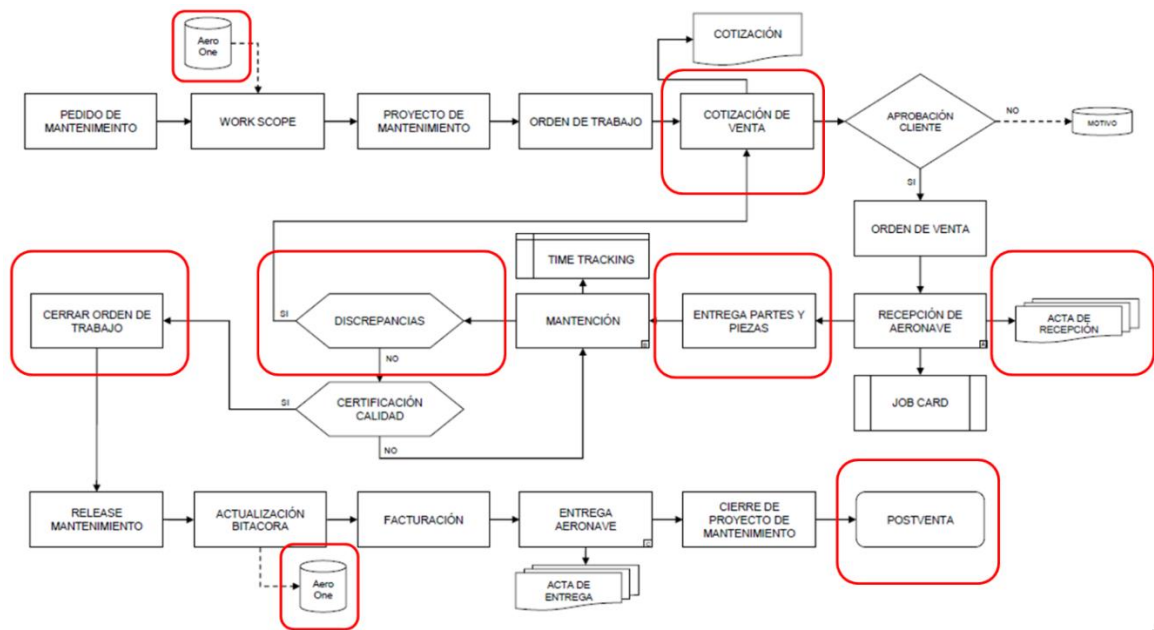 Aero
One
COTIZACIÓN
PEDIDO DE
MANTENIMEINTO
WORK SCOPE
PROYECTO DE
MANTENIMIENTO
ORDEN DE TRABAJO
COTIZACIÓN DE
VENTA
APROBACIÓN
CLIENTE
NO
MOTIVO
SI
ORDEN DE VENTA
TIME TRACKING
CERRAR ORDEN DE
TRABAJO
SI
DISCREPANCIAS
MANTENCIÓN
ENTREGA PARTES Y
PIEZAS
RECEPCIÓN DE
AERONAVE
ACTA DE
RECEPCIÓN
NO
SI
CERTIFICACIÓN
CALIDAD
NO
JOB CARD
RELEASE
MANTENIMIENTO
ACTUALIZACIÓN
BITACORA
FACTURACIÓN
ENTREGA
AERONAVE
CIERRE DE
PROYECTO DE
MANTENIMIENTO
POSTVENTA
Aero
One
ACTA DE
ENTREGA